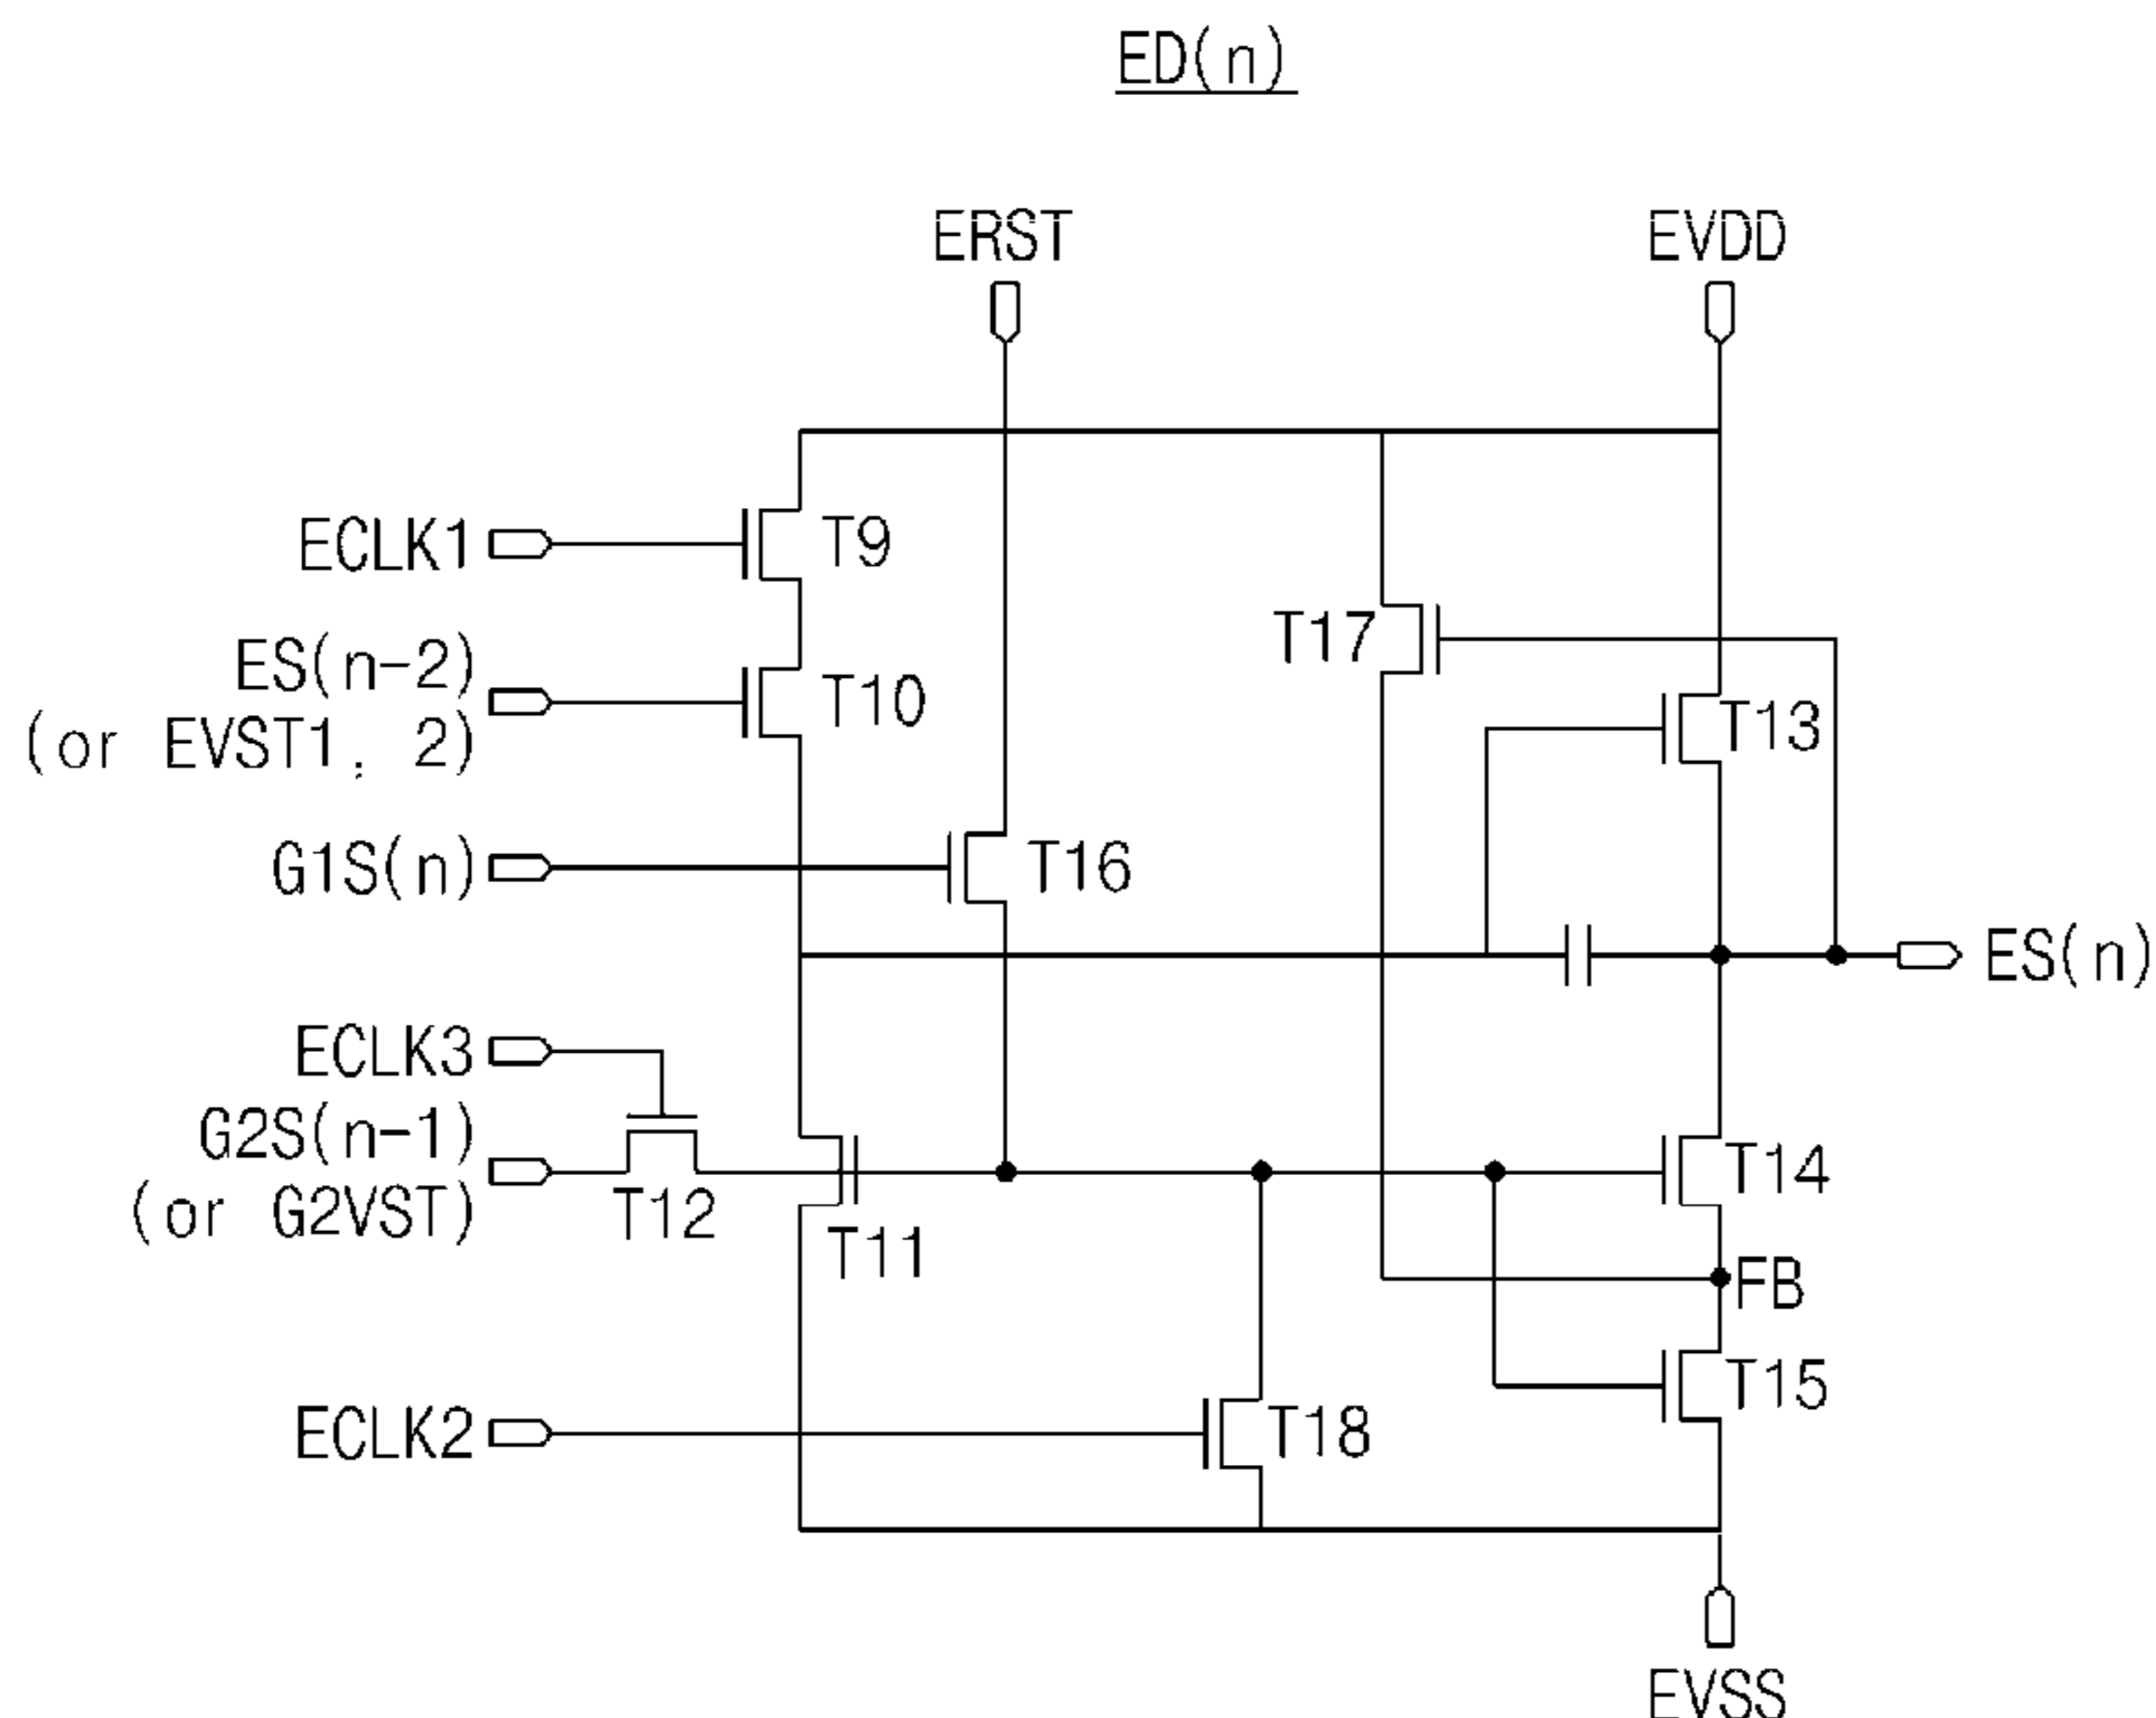 ED(n)
ERST
EVDD
ECLK1
T9
ES(n-2)
(or EVST1, 2)
T10
T17
T13
G1S(n)
T16
ES(n)
ECLK3
G2S(n-1)
(or G2VST)
T12
T11
T14
FB
T15
ECLK2
T18
EVSS